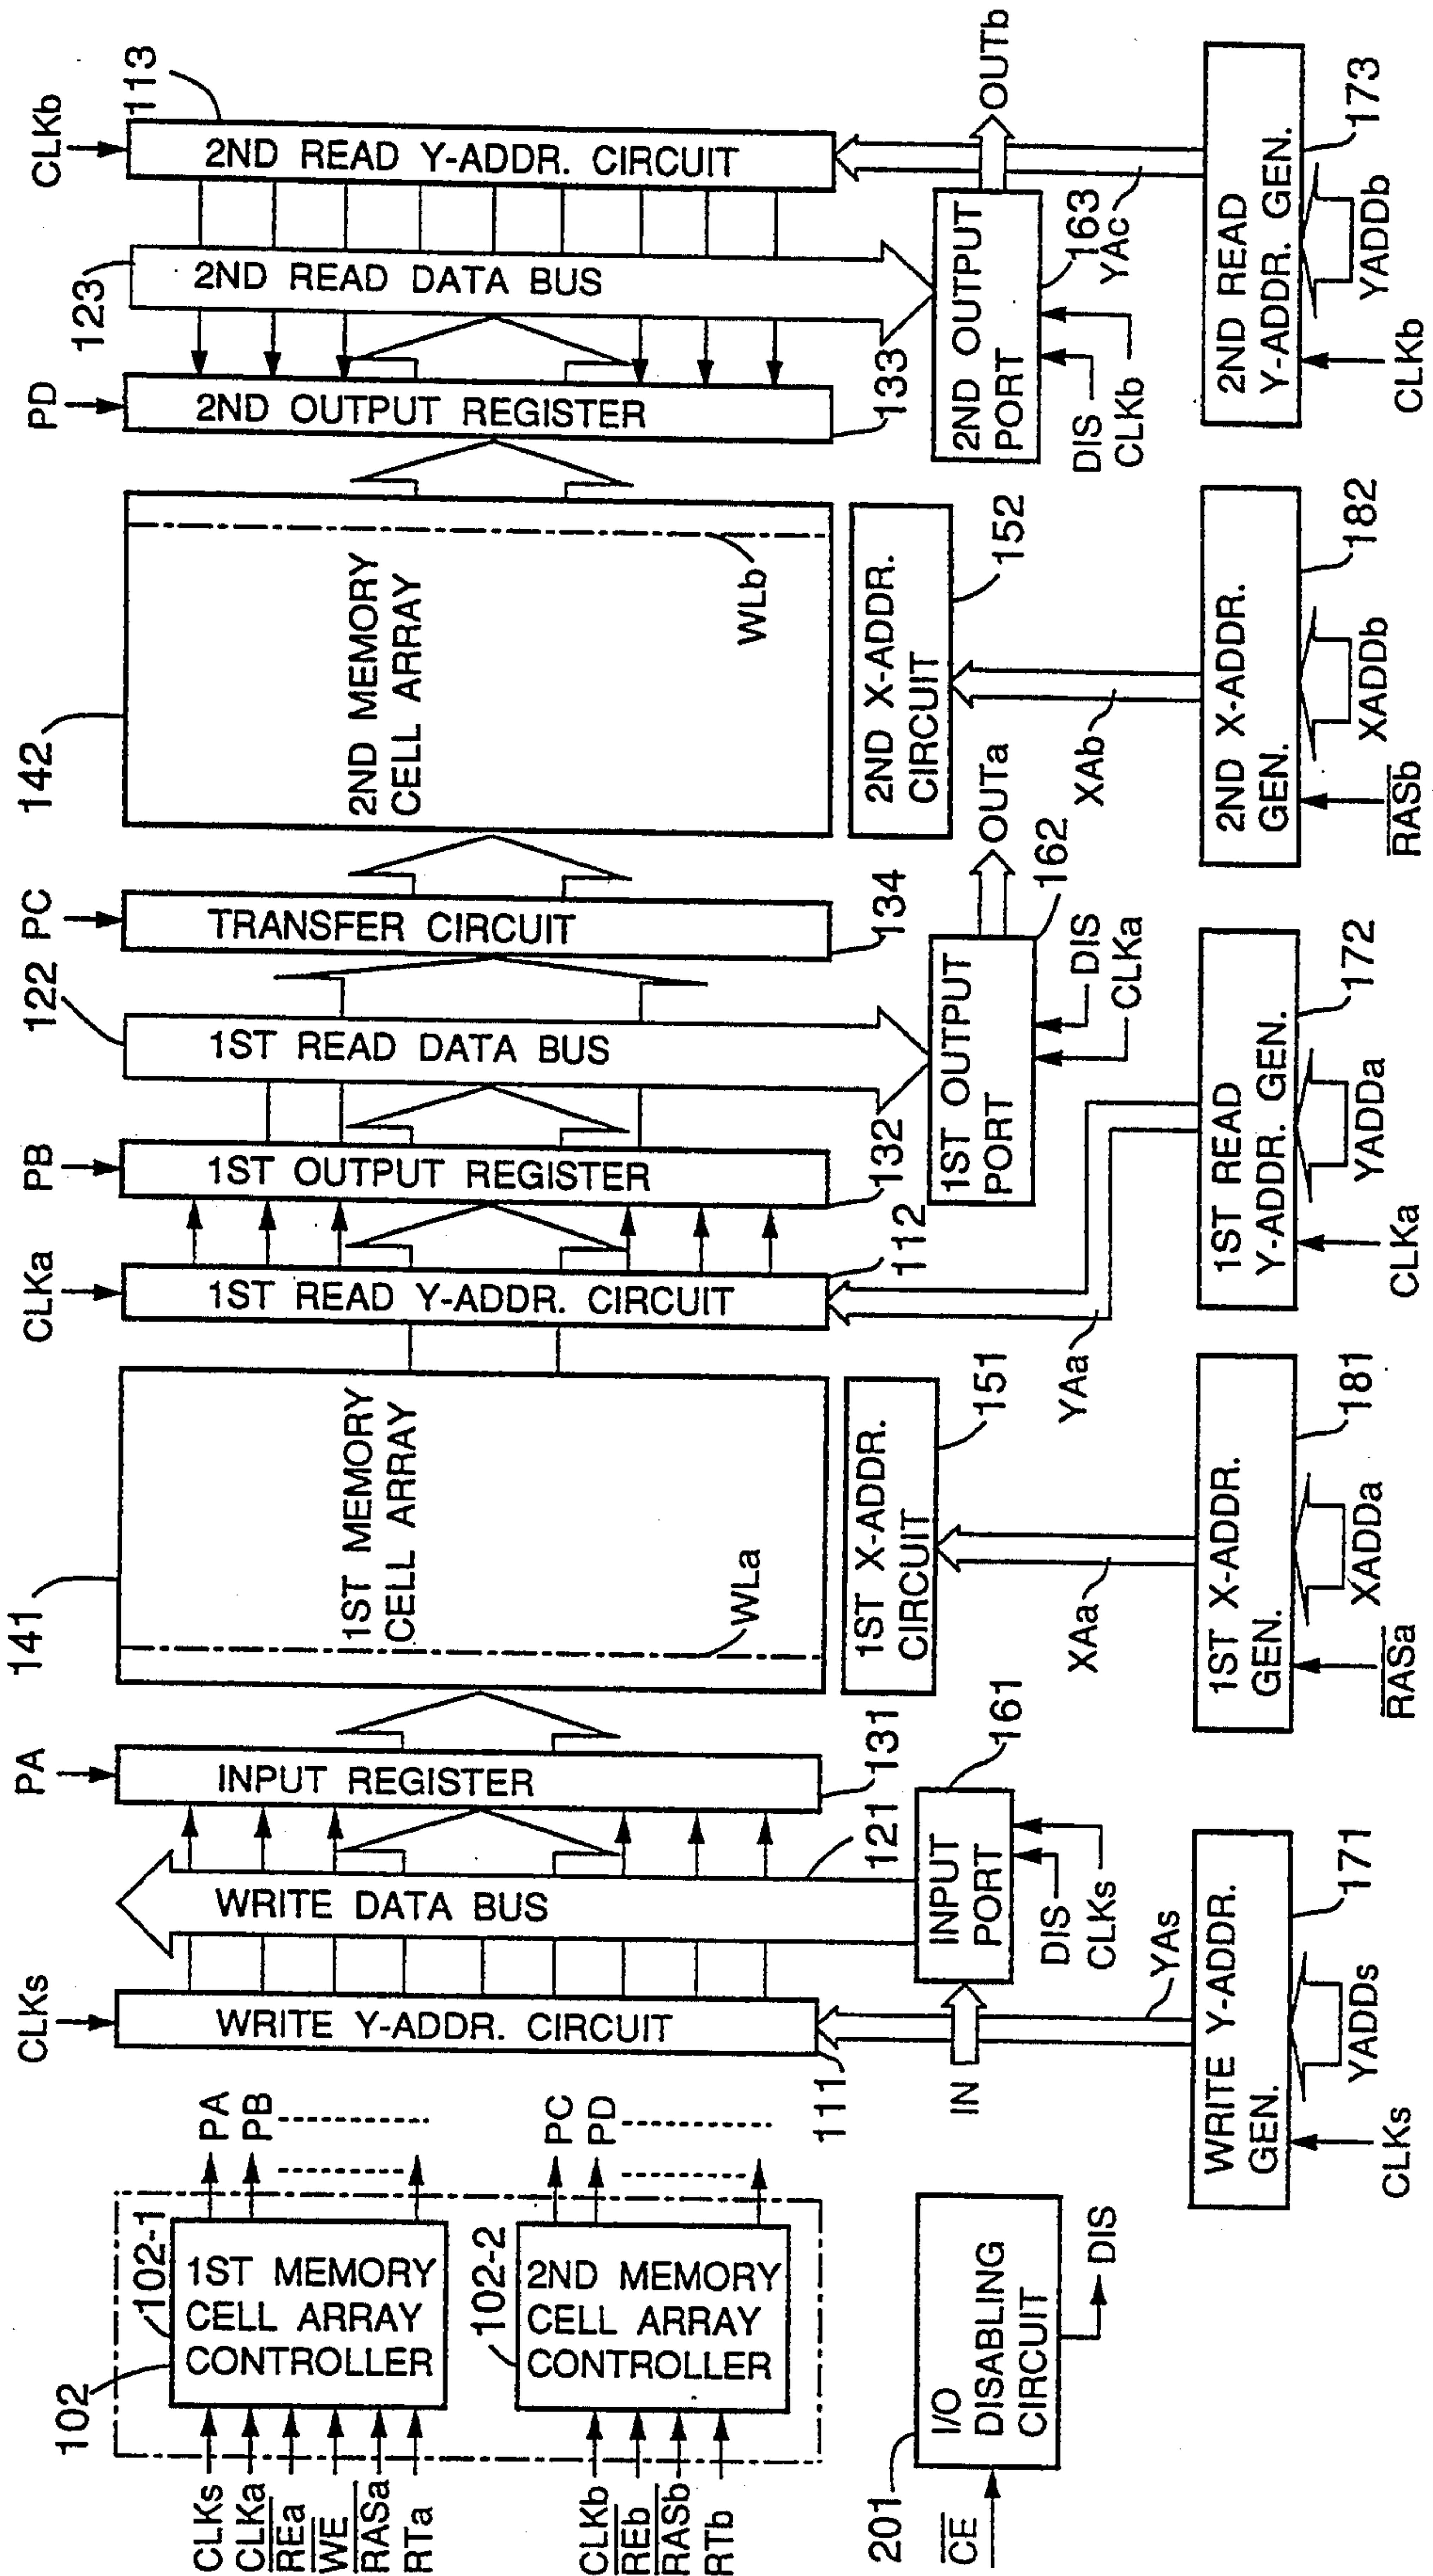 CLKs
CLKa
REa
WE
RASa
RTa
102
102-1
1ST MEMORY
CELL ARRAY
CONTROLLER
PA
PB
CLKb
REb
RASb
RTb
102-2
2ND MEMORY
CELL ARRAY
CONTROLLER
PC
PD
CE
201
I/O
DISABLING
CIRCUIT
DIS
CLKs
WRITE Y-ADDR. CIRCUIT
111
WRITE DATA BUS
121
PA
INPUT REGISTER
131
IN
INPUT
PORT
161
DIS
CLKs
YAs
WRITE Y-ADDR.
GEN.
171
CLKs
YADDs
141
1ST MEMORY
CELL ARRAY
WLa
1ST X-ADDR.
CIRCUIT
151
XAa
1ST X-ADDR.
GEN.
181
RASa
XADDa
CLKa
1ST READ Y-ADDR. CIRCUIT
112
PB
1ST OUTPUT REGISTER
132
122
1ST READ DATA BUS
PC
TRANSFER CIRCUIT
134
1ST OUTPUT
PORT
162
OUTa
DIS
CLKa
YAa
1ST READ
Y-ADDR. GEN.
172
CLKa
YADDa
142
2ND MEMORY
CELL ARRAY
WLb
2ND X-ADDR.
CIRCUIT
152
XAb
2ND X-ADDR.
GEN.
182
RASb
XADDb
PD
2ND OUTPUT REGISTER
133
123
2ND READ DATA BUS
CLKb
113
2ND READ Y-ADDR. CIRCUIT
2ND OUTPUT
PORT
163
OUTb
DIS
CLKb
YAc
2ND READ
Y-ADDR. GEN.
173
CLKb
YADDb